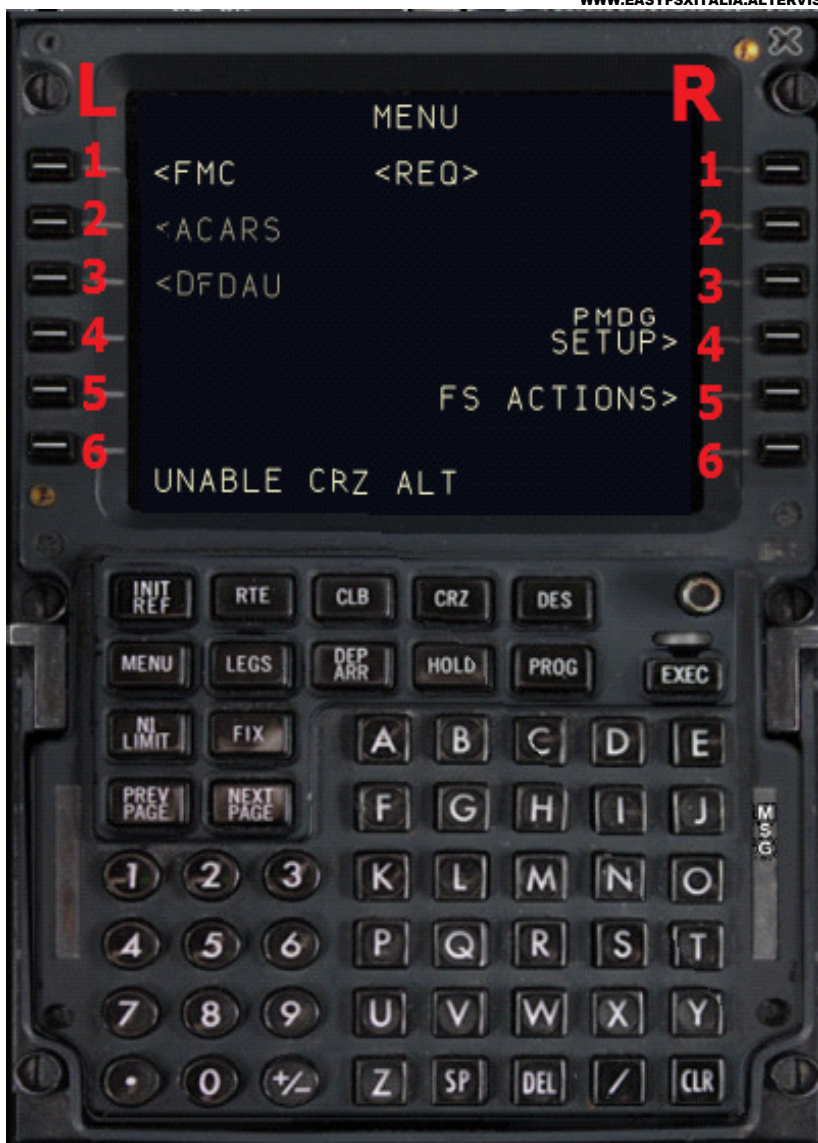 L R
MENU
1 <FMC <REQ> 1
2 <ACARS 2
3 <DFDAU 3
PMDG
4 SETUP> 4
5 FS ACTIONS> 5
6 6
UNABLE CRZ ALT
INIT REF RTE CLB CRZ DES
MENU LEGS DEP ARR HOLD PROG EXEC
N1 LIMIT FIX A B C D E
PREV PAGE NEXT PAGE F G H I J
MSG
1 2 3 K L M N O
4 5 6 P Q R S T
7 8 9 U V W X Y
. 0 +/- Z SP DEL / CLR